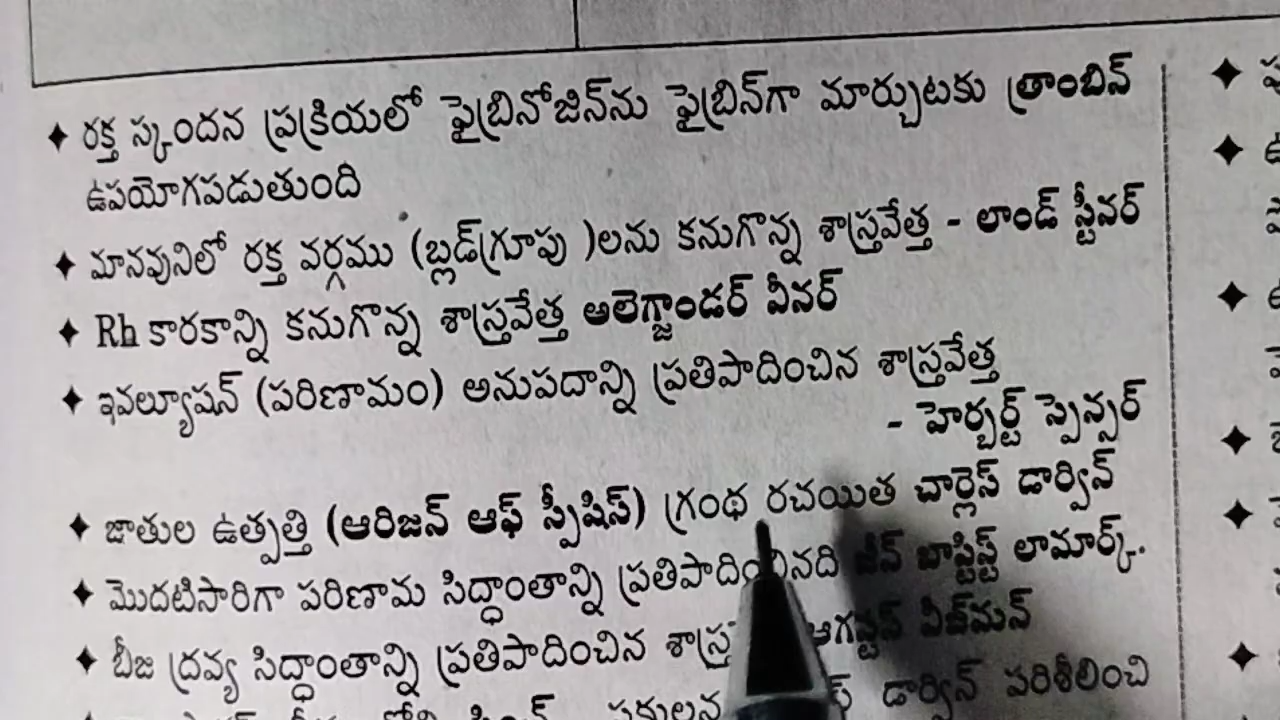 ✦ రక్త స్కందన ప్రక్రియలో ఫైబ్రినోజిన్‌ను ఫైబ్రిన్‌గా మార్చుటకు త్రాంబిన్
ఉపయోగపడుతుంది
✦ మానవునిలో రక్త వర్గము (బ్లడ్‌గ్రూపు )లను కనుగొన్న శాస్త్రవేత్త - లాండ్ స్టీవర్
✦ Rh కారకాన్ని కనుగొన్న శాస్త్రవేత్త అలెగ్జాండర్ వీనర్
✦ ఇవల్యూషన్ (పరిణామం) అనుపదాన్ని ప్రతిపాదించిన శాస్త్రవేత్త
- హెర్బర్ట్ స్పెన్సర్
✦ జాతుల ఉత్పత్తి (ఆరిజన్ ఆఫ్ స్పీషిస్) గ్రంథ రచయిత చార్లెస్ డార్విన్
✦ మొదటిసారిగా పరిణామ సిద్ధాంతాన్ని ప్రతిపాదించినది జీవ్ బాప్టిస్ట్ లామార్క్.
✦ బీజ ద్రవ్య సిద్ధాంతాన్ని ప్రతిపాదించిన వీజ్‌మన్
డార్విన్ పరిశీలించి